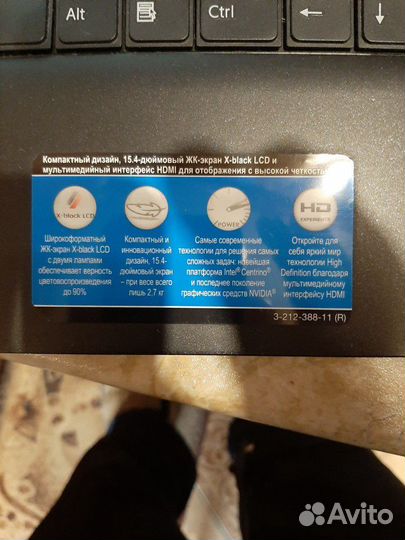 Alt
Fn
Ctrl
Компактный дизайн, 15.4-дюймовый ЖК-экран X-black LCD и
мультимедийный интерфейс HDMI для отображения с высокой четкостью
X-black LCD
Широкоформатный
ЖК-экран X-black LCD
с двумя лампами
обеспечивает верность
цветовоспроизведения
до 90%
Компактный и
инновационный
дизайн, 15.4-
дюймовый экран
– при весе всего
лишь 2,7 кг
POWER
Самые современные
технологии для решения самых
сложных задач: новейшая
платформа Intel® Centrino®
и последнее поколение
графических средств NVIDIA®
HD
EXPERIENCE
Откройте для
себя яркий мир
технологии High
Definition благодаря
мультимедийному
интерфейсу HDMI
3-212-388-11 (R)
Avito